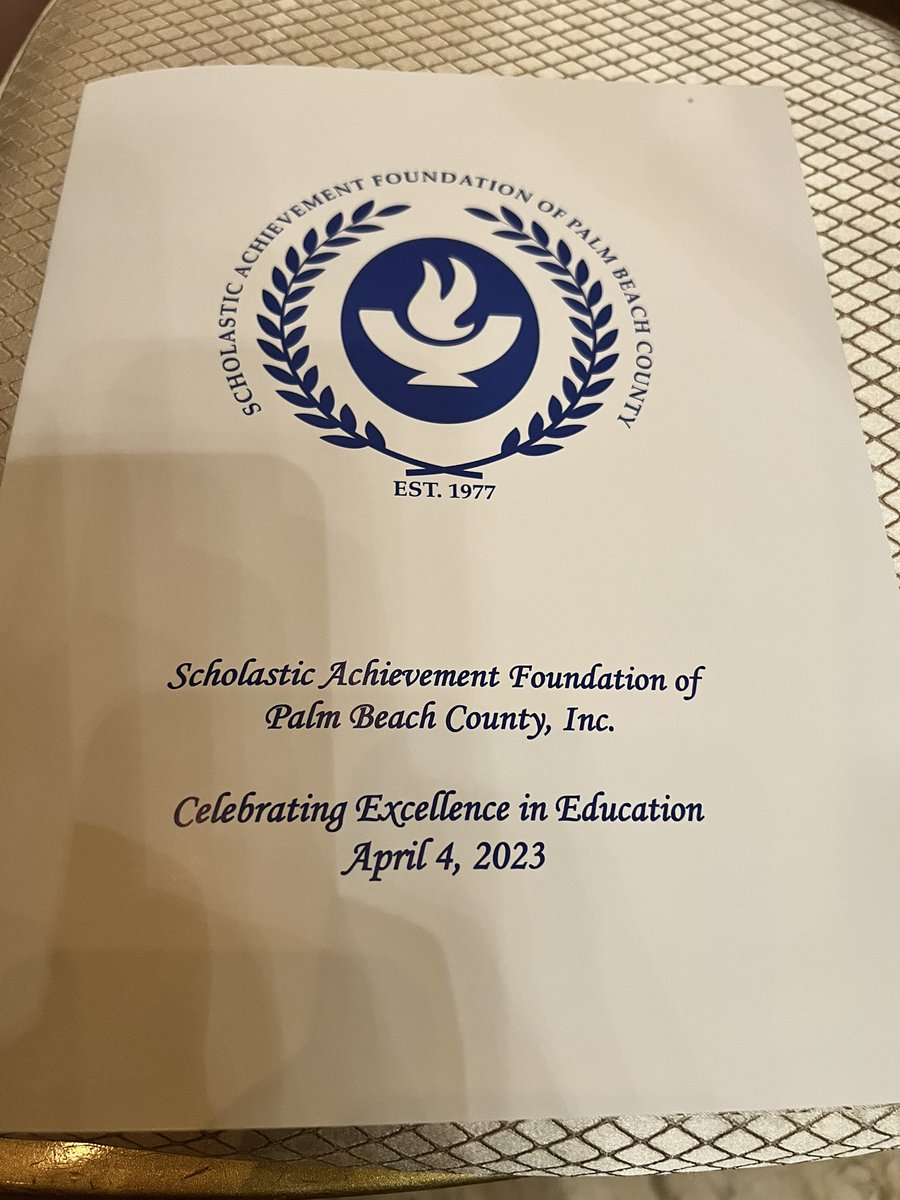 SCHOLASTIC ACHIEVEMENT FOUNDATION OF PALM BEACH COUNTY
EST. 1977
Scholastic Achievement Foundation of
Palm Beach County, Inc.
Celebrating Excellence in Education
April 4, 2023